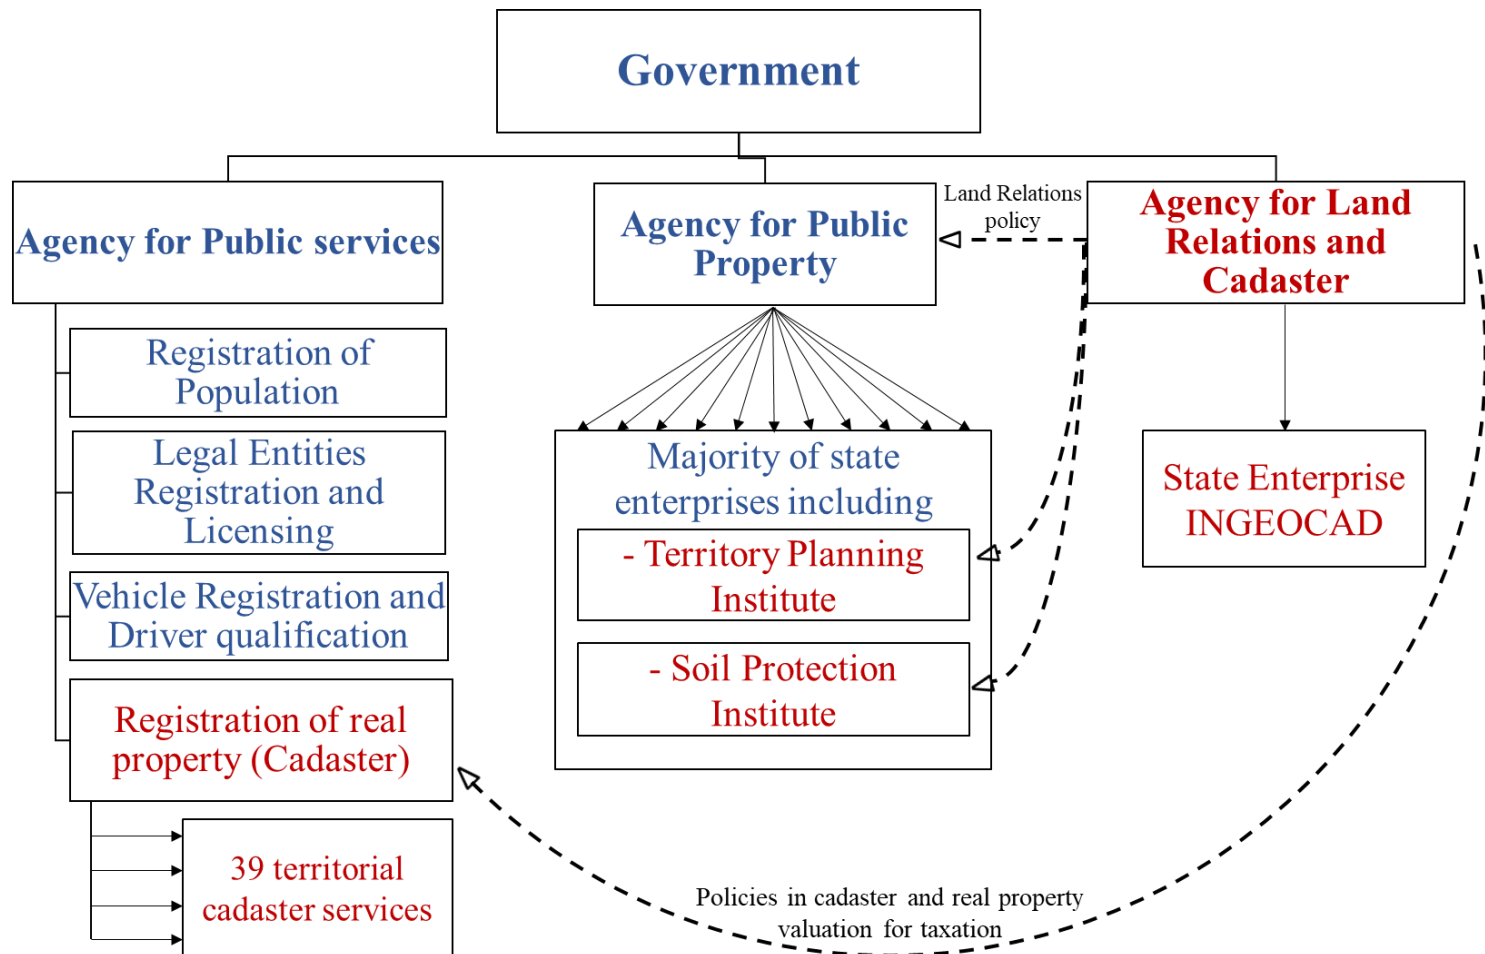 Government
Agency for Public services
Agency for Public
Property
Land Relations
policy
Agency for Land
Relations and
Cadaster
Registration of
Population
Legal Entities
Registration and
Licensing
Vehicle Registration and
Driver qualification
Registration of real
property (Cadaster)
39 territorial
cadaster services
Majority of state
enterprises including
- Territory Planning
Institute
- Soil Protection
Institute
State Enterprise
INGEOCAD
Policies in cadaster and real property
valuation for taxation